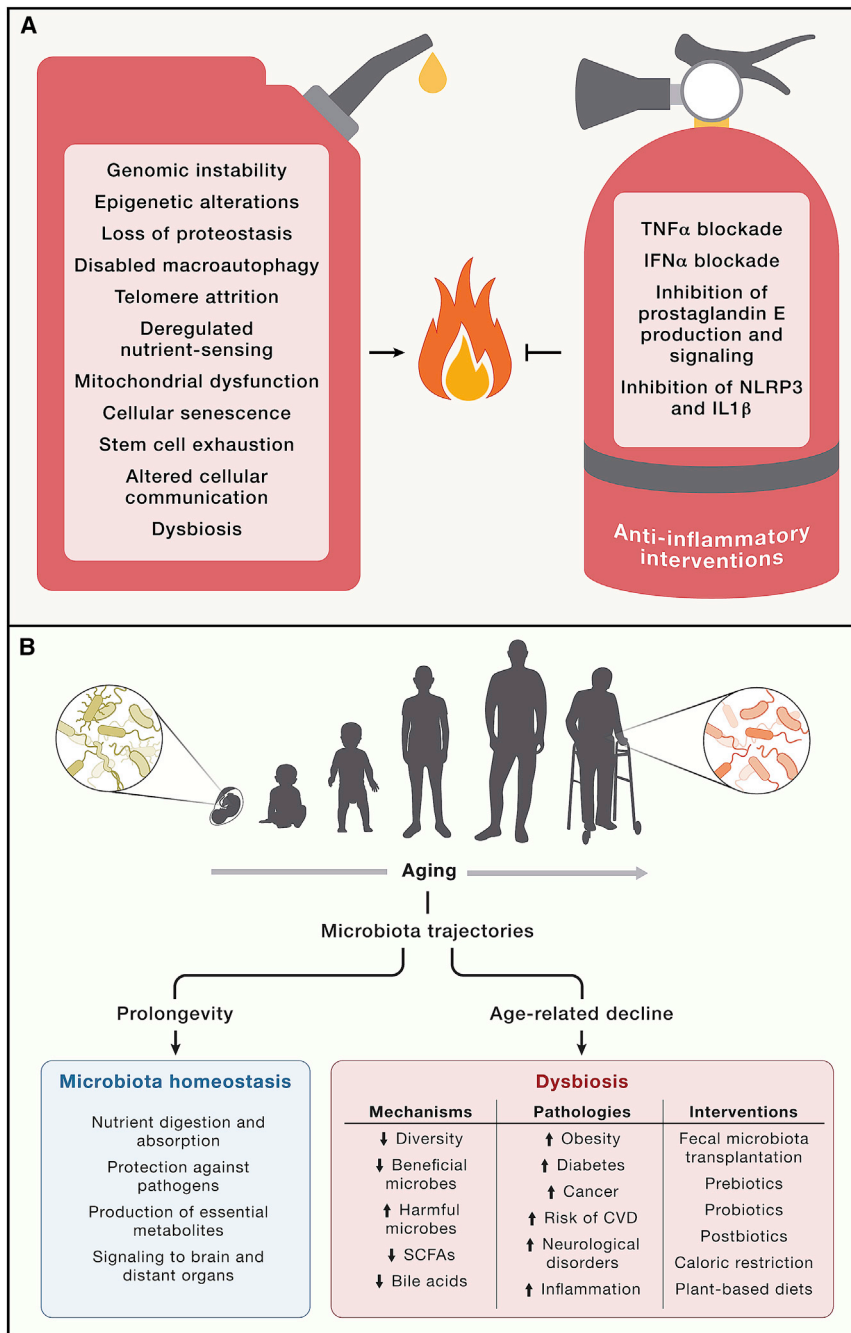 A
Genomic instability
Epigenetic alterations
Loss of proteostasis
Disabled macroautophagy
Telomere attrition
Deregulated
nutrient-sensing
Mitochondrial dysfunction
Cellular senescence
Stem cell exhaustion
Altered cellular
communication
Dysbiosis
TNFα blockade
IFNα blockade
Inhibition of
prostaglandin E
production and
signaling
Inhibition of NLRP3
and IL1β
Anti-inflammatory
interventions
B
Aging
Microbiota trajectories
Prolongevity
Age-related decline
Microbiota homeostasis
Nutrient digestion and
absorption
Protection against
pathogens
Production of essential
metabolites
Signaling to brain and
distant organs
Dysbiosis
Mechanisms
↓ Diversity
↓ Beneficial
microbes
↑ Harmful
microbes
↓ SCFAs
↓ Bile acids
Pathologies
↑ Obesity
↑ Diabetes
↑ Cancer
↑ Risk of CVD
↑ Neurological
disorders
↑ Inflammation
Interventions
Fecal microbiota
transplantation
Prebiotics
Probiotics
Postbiotics
Caloric restriction
Plant-based diets